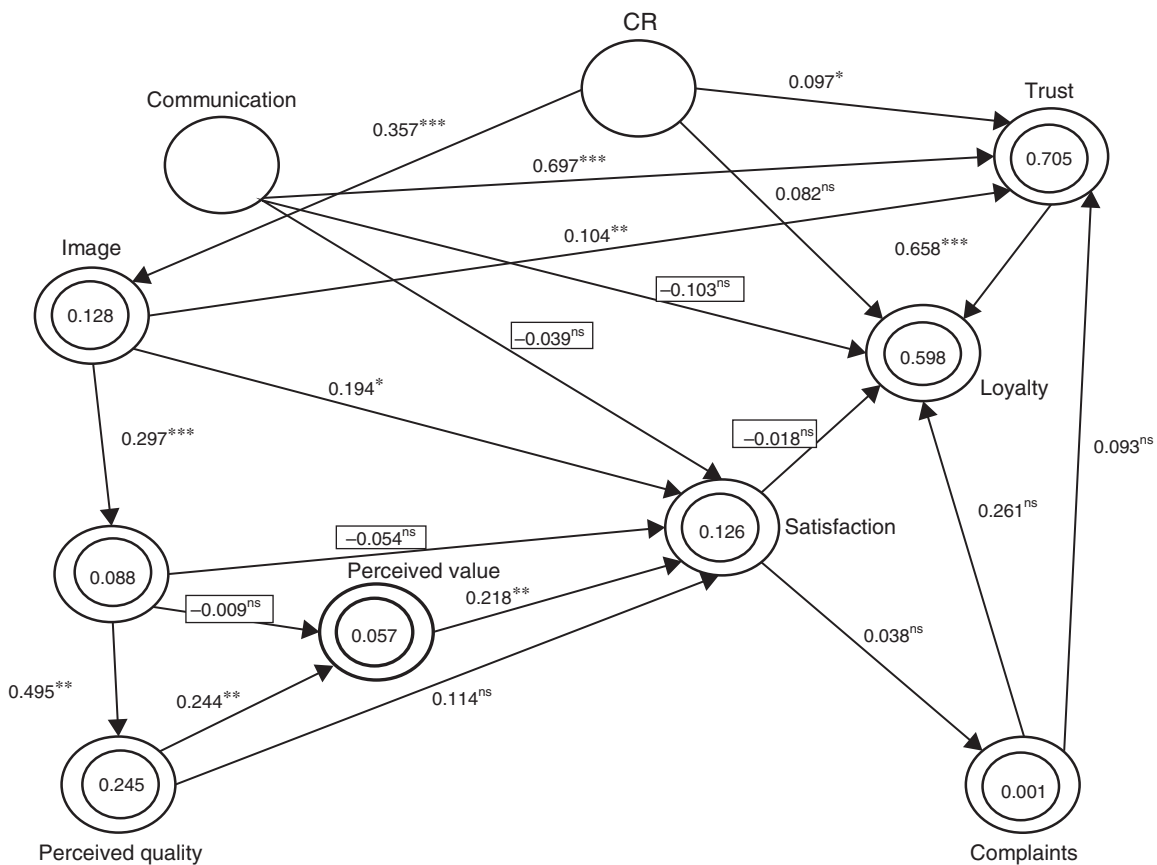 CR
Communication
0.097*
Trust
0.357***
0.697***
0.705
0.082ns
Image
0.104**
0.658***
–0.103ns
0.128
–0.039ns
0.598
0.194*
Loyalty
0.297***
–0.018ns
0.093ns
0.261ns
0.126
Satisfaction
–0.054ns
0.088
Perceived value
0.218**
–0.009ns
0.057
0.038ns
0.495**
0.244**
0.114ns
0.245
0.001
Perceived quality
Complaints